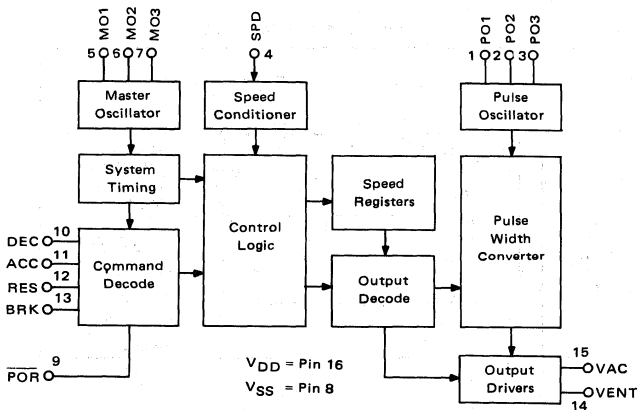 MO1
MO2
MO3
5
6
7
SPD
4
PO1
PO2
PO3
1
2
3
Master
Oscillator
Speed
Conditioner
Pulse
Oscillator
System
Timing
Control
Logic
Speed
Registers
Pulse
Width
Converter
DEC 10
ACC 11
RES 12
BRK 13
Command
Decode
Output
Decode
POR 9
VDD = Pin 16
VSS = Pin 8
Output
Drivers
15 VAC
14 VENT